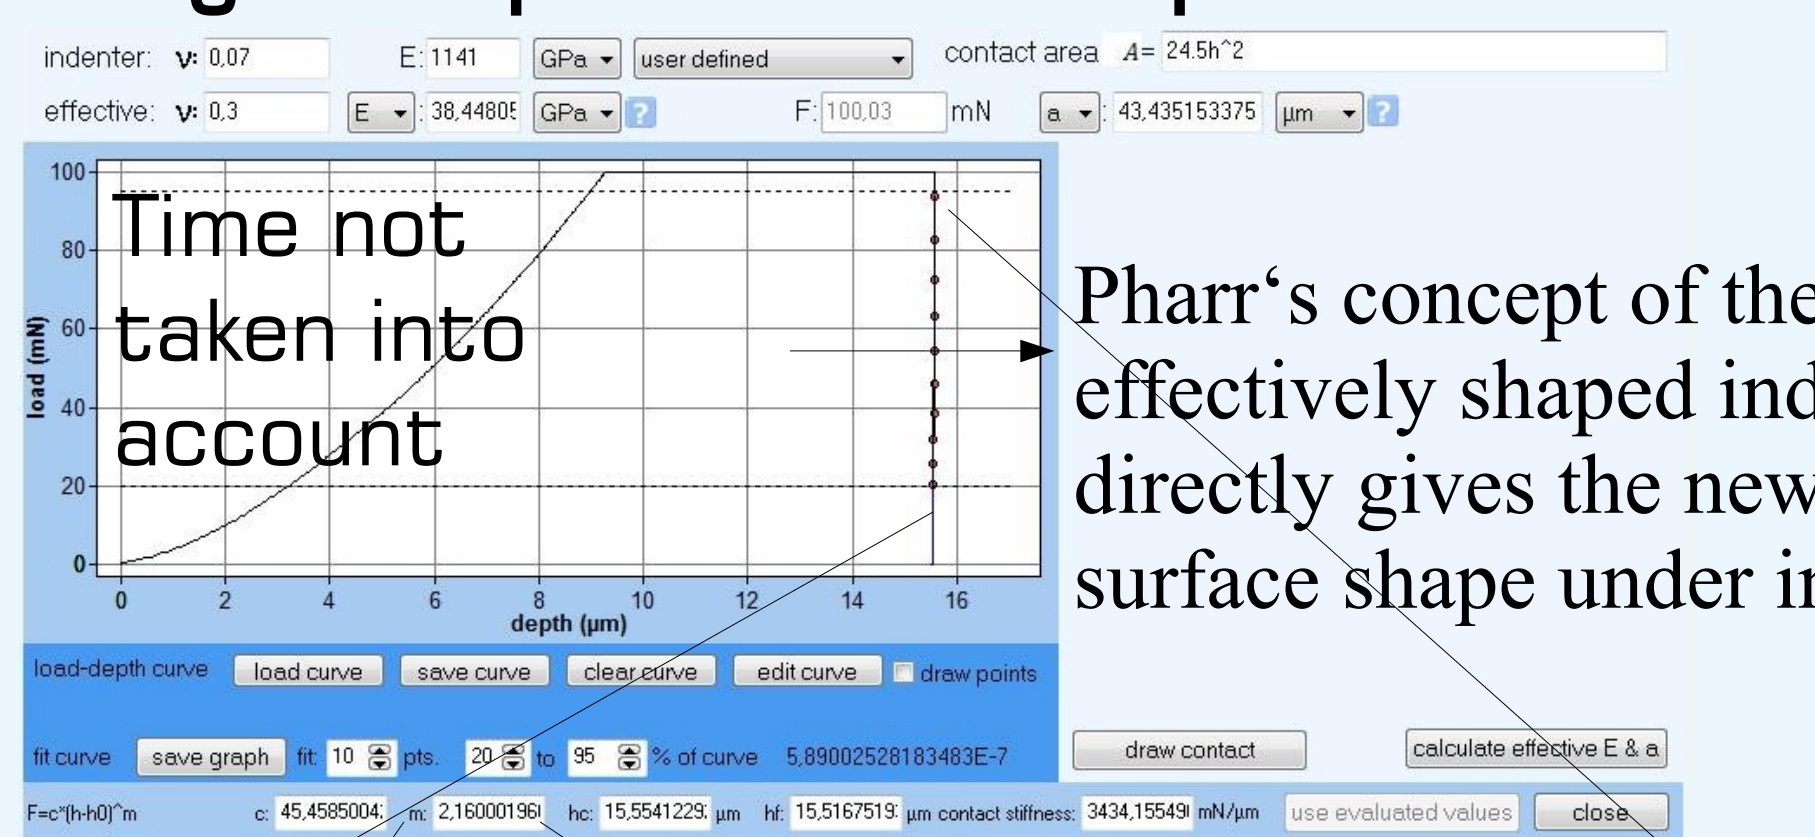 indenter: ν: 0,07 E: 1141 GPa user defined contact area A= 24.5h^2
effective: ν: 0,3 E : 38,44805 GPa ? F: 100,03 mN a : 43,435153375 µm ?
100
80
60
40
20
0
load (mN)
0 2 4 6 8 10 12 14 16
depth (µm)
Time not
taken into
account
Pharr‘s concept of the
effectively shaped ind
directly gives the new
surface shape under in
load-depth curve load curve save curve clear curve edit curve draw points
fit curve save graph fit: 10 pts. 20 to 95 % of curve 5,89002528183483E-7
draw contact calculate effective E & a
F=c*(h-h0)^m c: 45,4585004; m: 2,16000196 hc: 15,5541229; µm hf: 15,5167519; µm contact stiffness: 3434,15549 mN/µm use evaluated values close